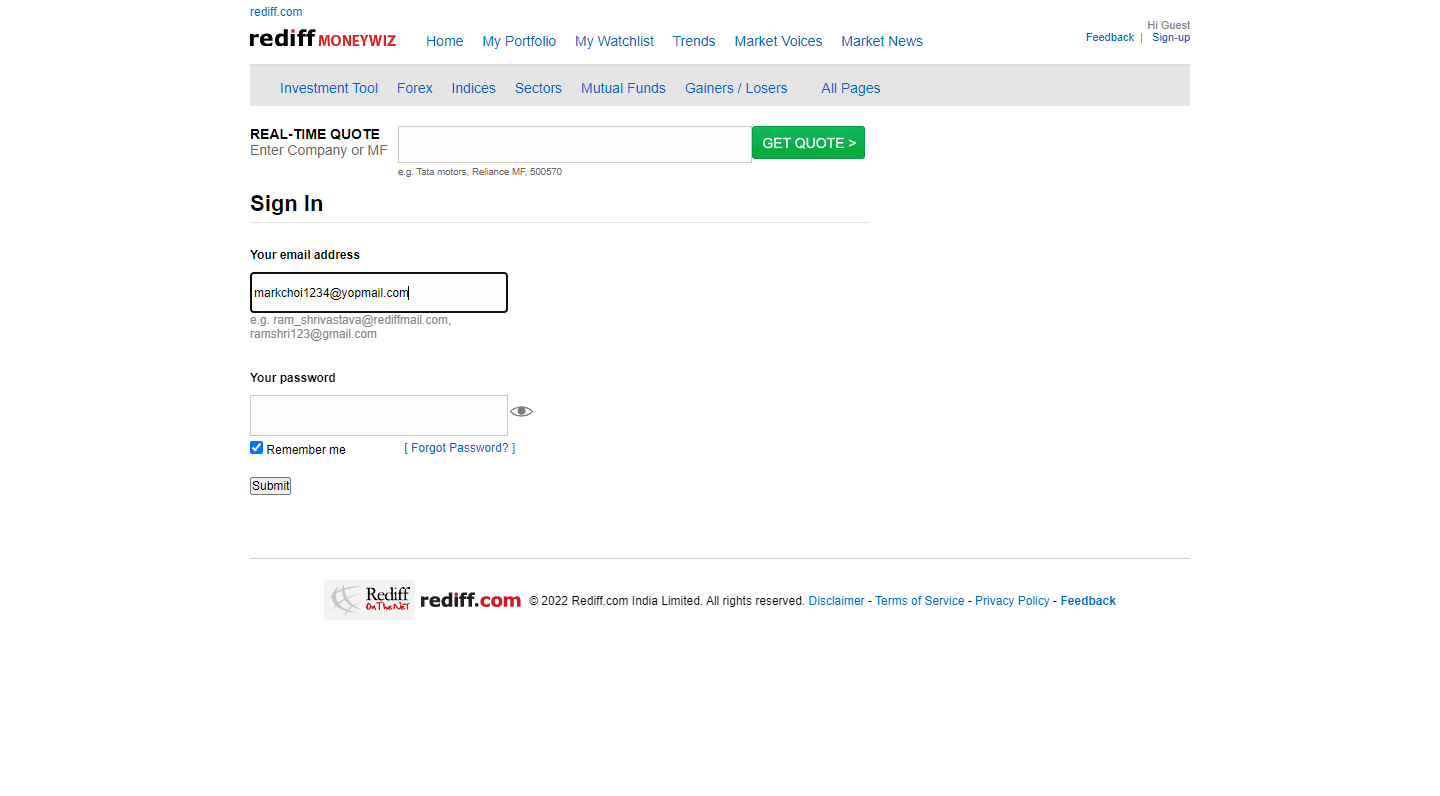 rediff.com
rediff MONEYWIZ Home My Portfolio My Watchlist Trends Market Voices Market News
Hi Guest
Feedback | Sign-up
Investment Tool Forex Indices Sectors Mutual Funds Gainers / Losers All Pages
REAL-TIME QUOTE
Enter Company or MF
GET QUOTE >
e.g. Tata motors, Reliance MF, 500570
Sign In
Your email address
markchoi1234@yopmail.com
e.g. ram_shrivastava@rediffmail.com,
ramshri123@gmail.com
Your password
Remember me [ Forgot Password? ]
Submit
Rediff
On The NeT
rediff.com © 2022 Rediff.com India Limited. All rights reserved. Disclaimer - Terms of Service - Privacy Policy - Feedback